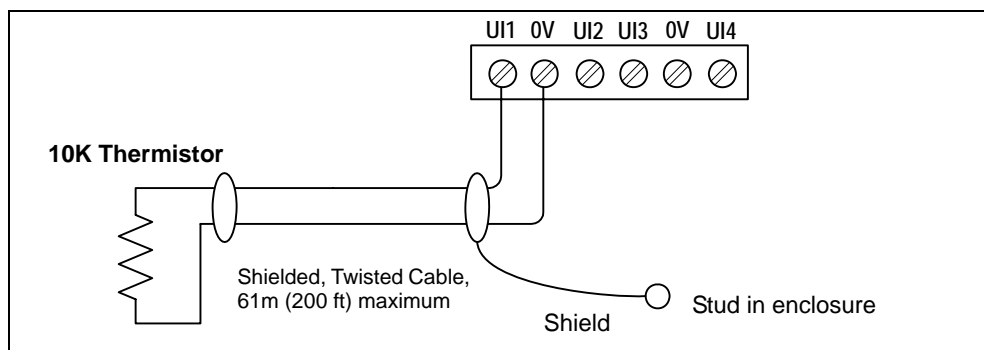 UI1 0V UI2 UI3 0V UI4
10K Thermistor
Shielded, Twisted Cable,
61m (200 ft) maximum
Shield
Stud in enclosure